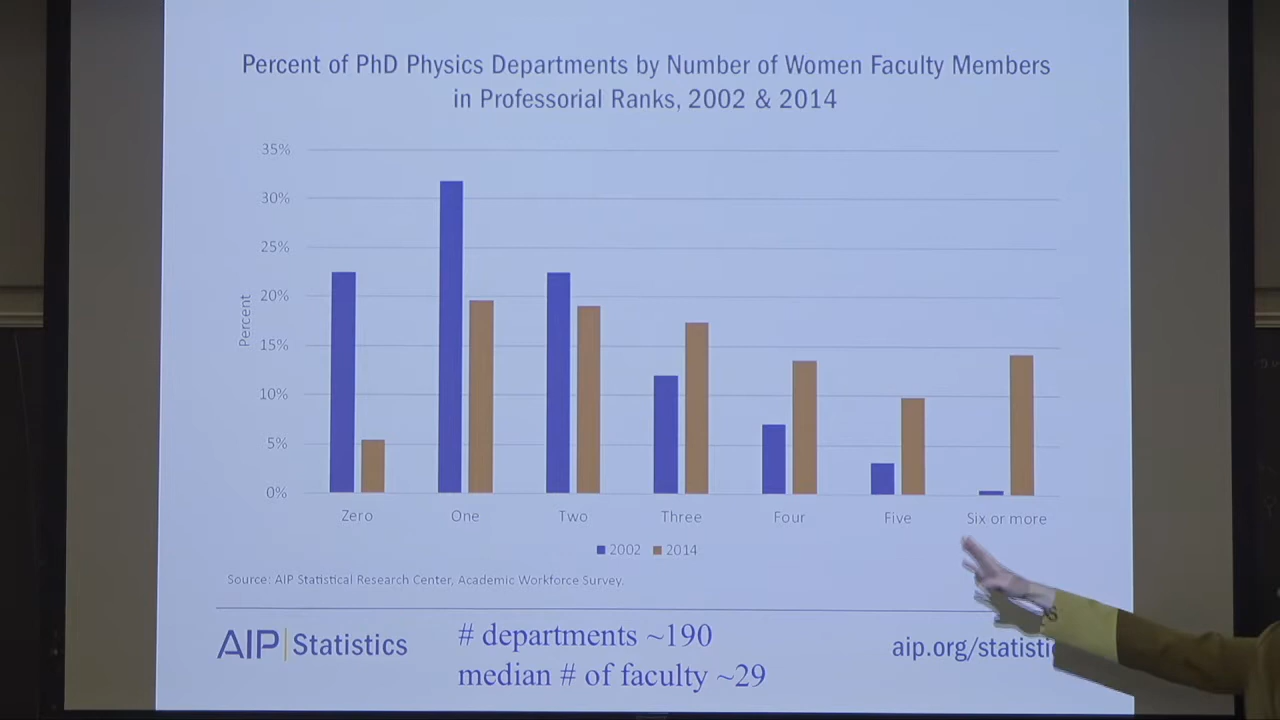 Percent of PhD Physics Departments by Number of Women Faculty Members
in Professorial Ranks, 2002 & 2014
35%
30%
25%
20%
15%
10%
5%
0%
Percent
Zero One Two Three Four Five Six or more
2002 2014
Source: AIP Statistical Research Center, Academic Workforce Survey.
AIP Statistics
# departments ~190
median # of faculty ~29
aip.org/statisti